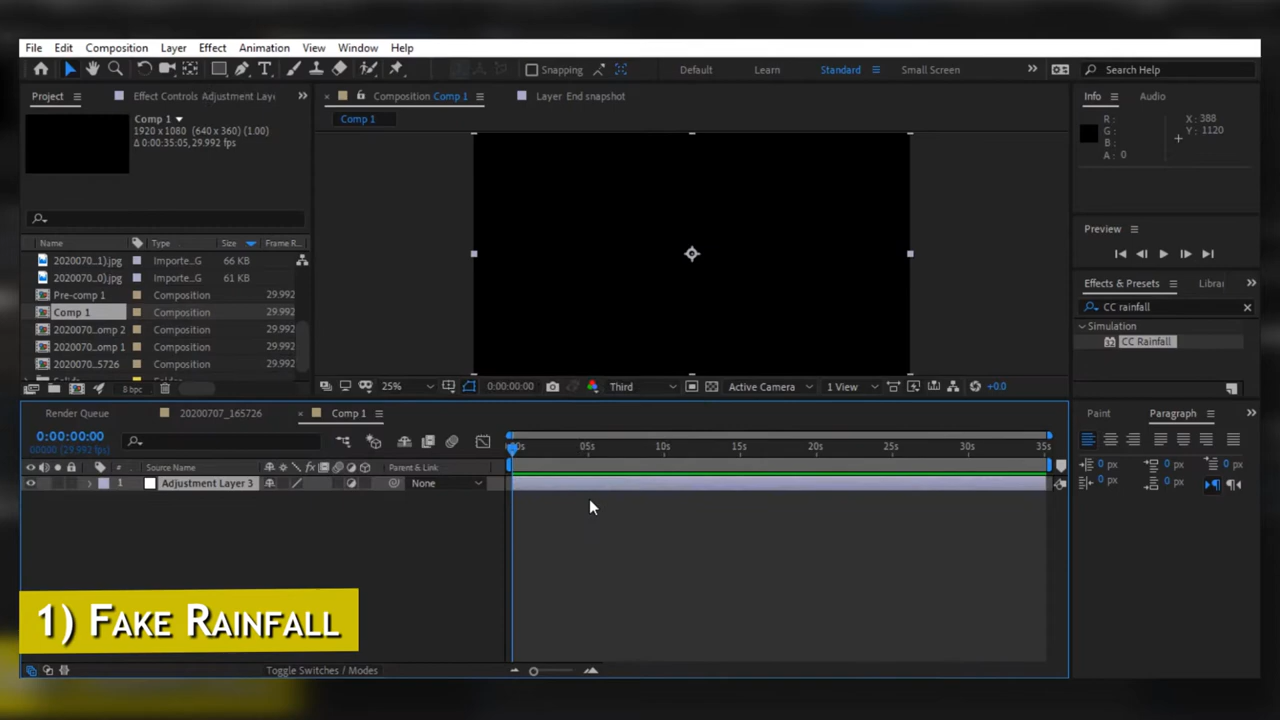 File Edit Composition Layer Effect Animation View Window Help
Snapping Default Learn Standard Small Screen Search Help
Project Effect Controls Adjustment Laye Composition Comp 1 Layer End snapshot Info Audio
Comp 1
1920 x 1080 (640 x 360) (1.00)
Δ 0:00:35:05, 29.992 fps
Comp 1
R: X: 388
G: Y: 1120
B:
A: 0
Preview
Effects & Presets Librar
CC rainfall
Simulation
CC Rainfall
Name Type Size Frame R...
2020070...1).jpg Importe...G 66 KB
2020070...0).jpg Importe...G 61 KB
Pre-comp 1 Composition 29.992
Comp 1 Composition 29.992
2020070...omp 2 Composition 29.992
2020070...omp 1 Composition 29.992
2020070...5726 Composition 29.992
8 bpc 25% 0:00:00:00 Third Active Camera 1 View +0.0
Render Queue 20200707_165726 Comp 1 Paint Paragraph
0:00:00:00
00000 (29.992 fps)
05s 10s 15s 20s 25s 30s 35s
# Source Name Parent & Link
1 Adjustment Layer 3 None
0 px 0 px 0 px
0 px 0 px
1) Fake Rainfall
Toggle Switches / Modes